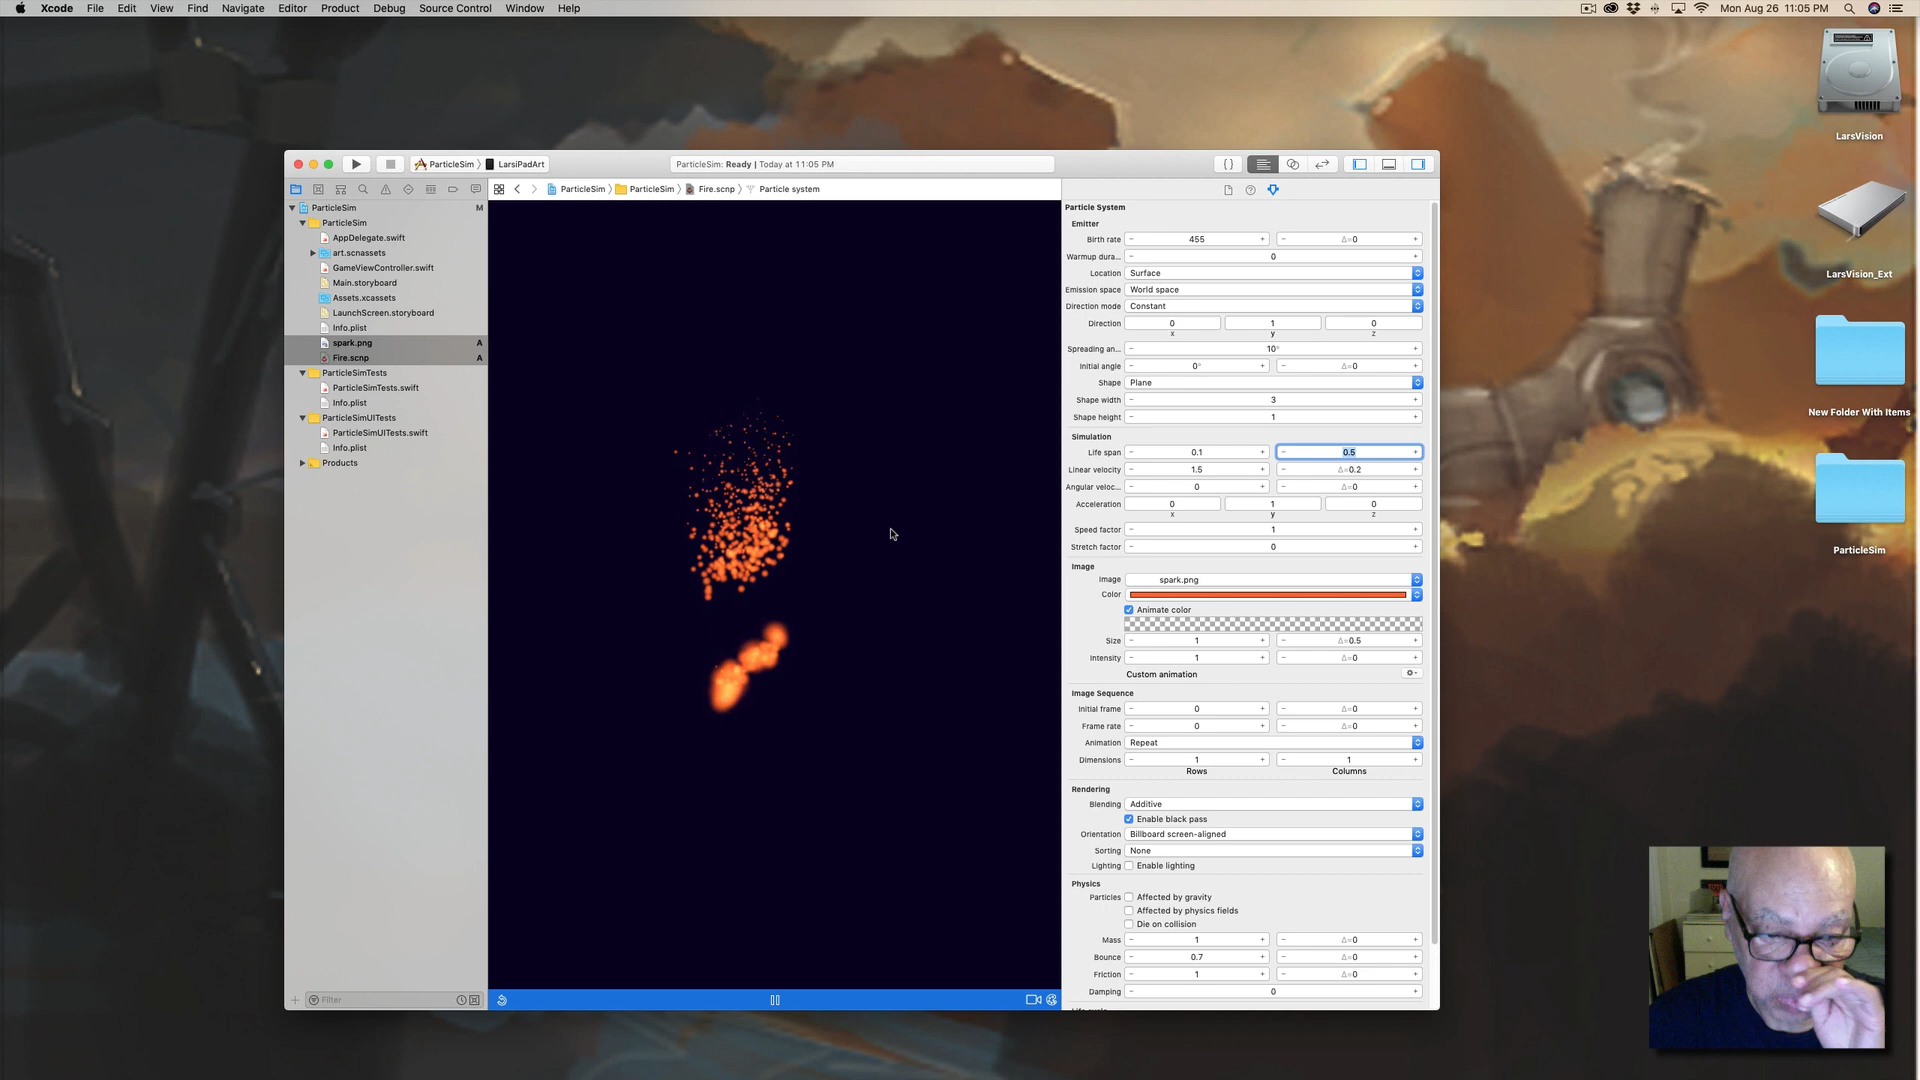 Xcode File Edit View Find Navigate Editor Product Debug Source Control Window Help Mon Aug 26 11:05 PM
ParticleSim LarsiPadArt
ParticleSim: Ready | Today at 11:05 PM
ParticleSim ParticleSim Fire.scnp Particle system
ParticleSim M
ParticleSim
AppDelegate.swift
art.scnassets
GameViewController.swift
Main.storyboard
Assets.xcassets
LaunchScreen.storyboard
Info.plist
spark.png A
Fire.scnp A
ParticleSimTests
ParticleSimTests.swift
Info.plist
ParticleSimUITests
ParticleSimUITests.swift
Info.plist
Products
Filter
Particle System
Emitter
Birth rate − 455 + − Δ=0 +
Warmup dura... − 0 +
Location Surface
Emission space World space
Direction mode Constant
Direction 0 1 0
x y z
Spreading an... − 10° +
Initial angle − 0° + − Δ=0 +
Shape Plane
Shape width − 3 +
Shape height − 1 +
Simulation
Life span − 0.1 + − 0.5 +
Linear velocity − 1.5 + − Δ=0.2 +
Angular veloc... − 0 + − Δ=0 +
Acceleration 0 1 0
x y z
Speed factor − 1 +
Stretch factor − 0 +
Image
Image spark.png
Color
Animate color
Size − 1 + − Δ=0.5 +
Intensity − 1 + − Δ=0 +
Custom animation
Image Sequence
Initial frame − 0 + − Δ=0 +
Frame rate − 0 + − Δ=0 +
Animation Repeat
Dimensions − 1 + − 1 +
Rows Columns
Rendering
Blending Additive
Enable black pass
Orientation Billboard screen-aligned
Sorting None
Lighting Enable lighting
Physics
Particles Affected by gravity
Affected by physics fields
Die on collision
Mass − 1 + − Δ=0 +
Bounce − 0.7 + − Δ=0 +
Friction − 1 + − Δ=0 +
Damping − 0 +
LarsVision
LarsVision_Ext
New Folder With Items
ParticleSim